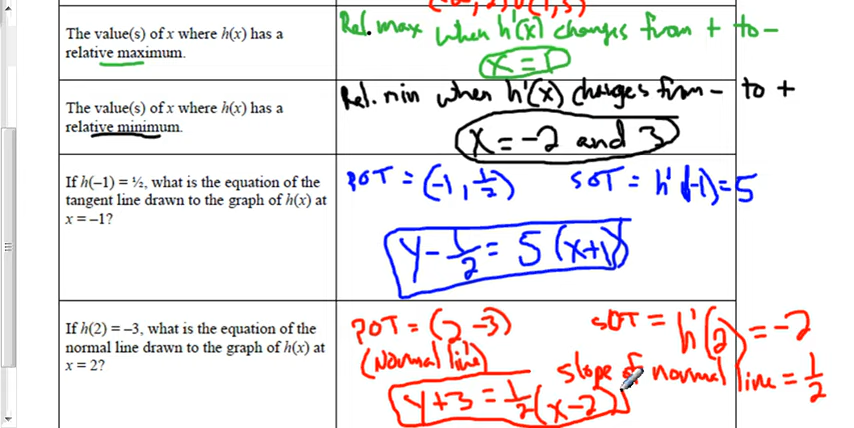 The value(s) of x where h(x) has a
relative maximum.
Rel. max when h'(x) changes from + to -
x = 1
The value(s) of x where h(x) has a
relative minimum.
Rel. min when h'(x) changes from - to +
x = -2 and 3
If h(−1) = ½, what is the equation of the
tangent line drawn to the graph of h(x) at
x = −1?
POT = (-1, 1/2) SOT = h'(-1) = 5
y - 1/2 = 5(x+1)
If h(2) = −3, what is the equation of the
normal line drawn to the graph of h(x) at
x = 2?
POT = (2, -3) SOT = h'(2) = -2
(Normal line)
slope of normal line = 1/2
y + 3 = 1/2 (x - 2)